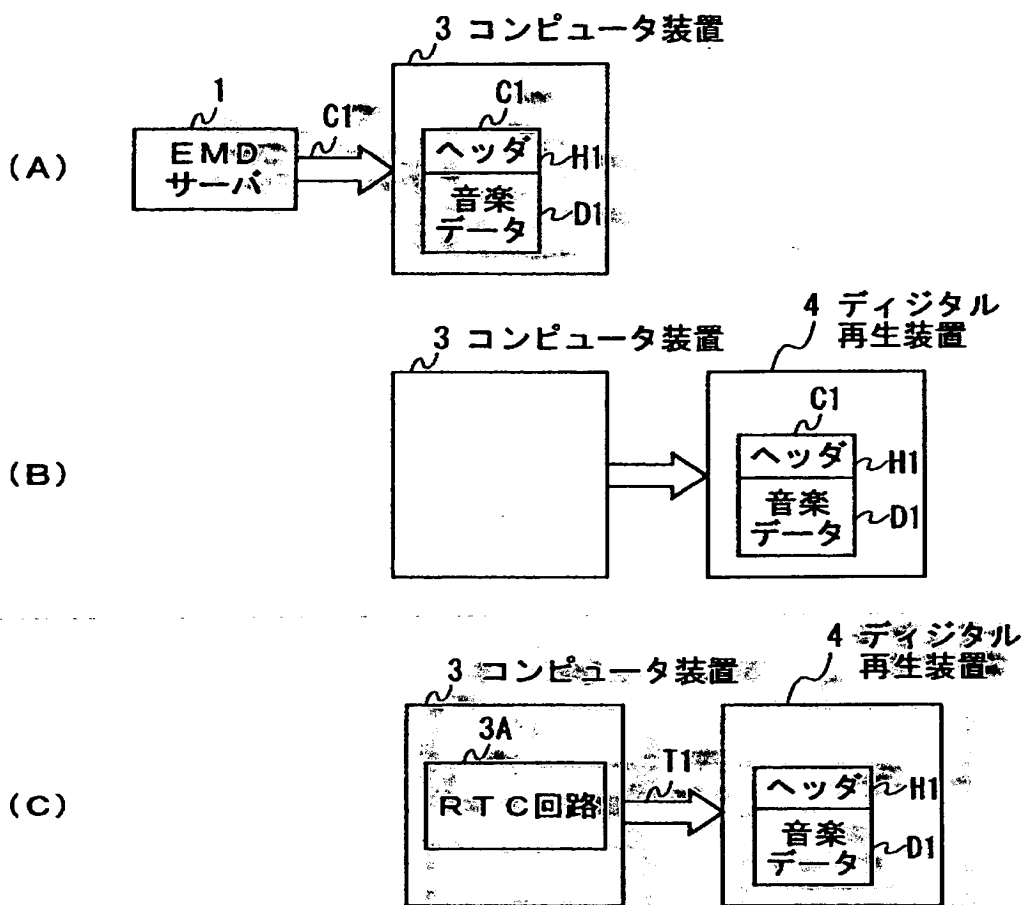 3 コンピュータ装置
1
C1
C1
(A)
EMD
サーバ
ヘッダ
H1
音楽
データ
D1
4 ディジタル
再生装置
3 コンピュータ装置
C1
(B)
ヘッダ
H1
音楽
データ
D1
4 ディジタル
再生装置
3 コンピュータ装置
3A
T1
(C)
RTC回路
ヘッダ
H1
音楽
データ
D1